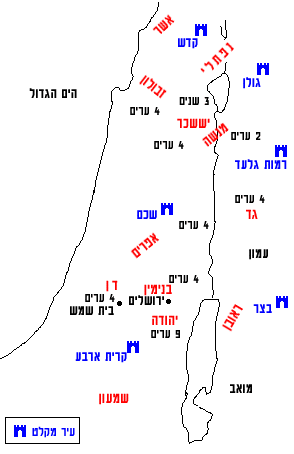 אשר
קדש
נפתלי
גולן
זבולון
הים הגדול
3 שנים
4 ערים
יששכר
מנשה
2 ערים
4 ערים
רמות גלעד
4 ערים
גד
שכם
4 ערים
אפרים
עמון
4 ערים
דן
בנימין
4 ערים
ירושלים
בצר
בית שמש
ראובן
יהודה
9 ערים
קרית ארבע
מואב
שמעון
עיר מקלט